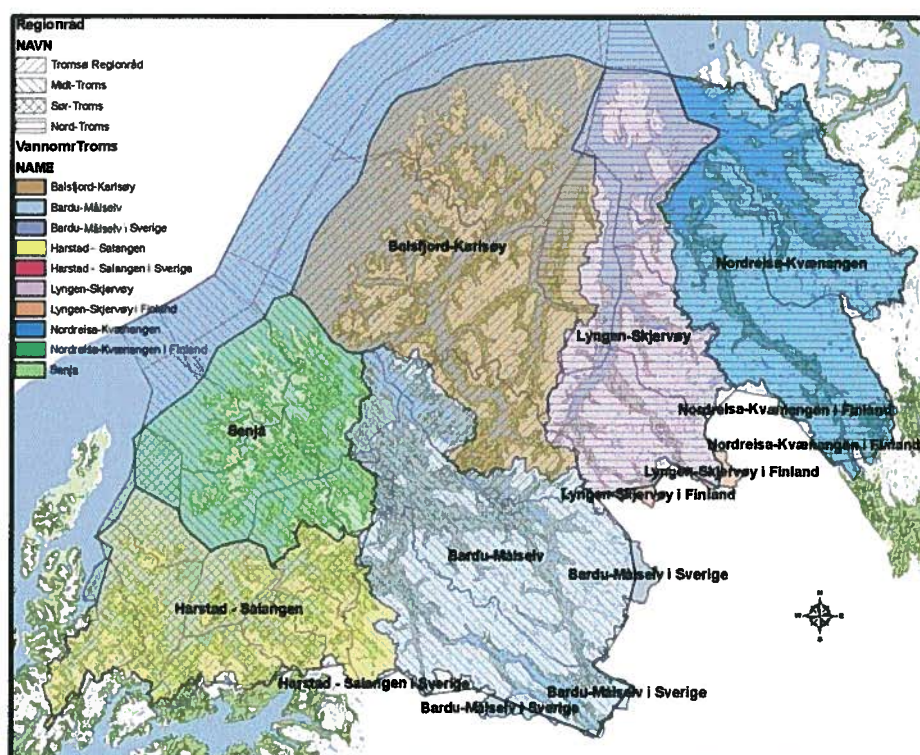 Regionråd
NAVN
Tromsø Regionråd
Midt-Troms
Sør-Troms
Nord-Troms
VannomrTroms
NAME
Balsfjord-Karlsøy
Bardu-Målselv
Bardu-Målselv i Sverige
Harstad - Salangen
Harstad - Salangen i Sverige
Lyngen-Skjervøy
Lyngen-Skjervøy i Finland
Nordreisa-Kvænangen
Nordreisa-Kvænangen i Finland
Senja
Balsfjord-Karlsøy
Nordreisa-Kvænangen
Lyngen-Skjervøy
Nordreisa-Kvænangen i Finland
Senja
Nordreisa-Kvænangen i Finland
Lyngen-Skjervøy i Finland
Lyngen-Skjervøy i Finland
Bardu-Målselv
Bardu-Målselv i Sverige
Harstad - Salangen
Harstad - Salangen i Sverige
Bardu-Målselv i Sverige
Bardu-Målselv i Sverige
N
W
E
S